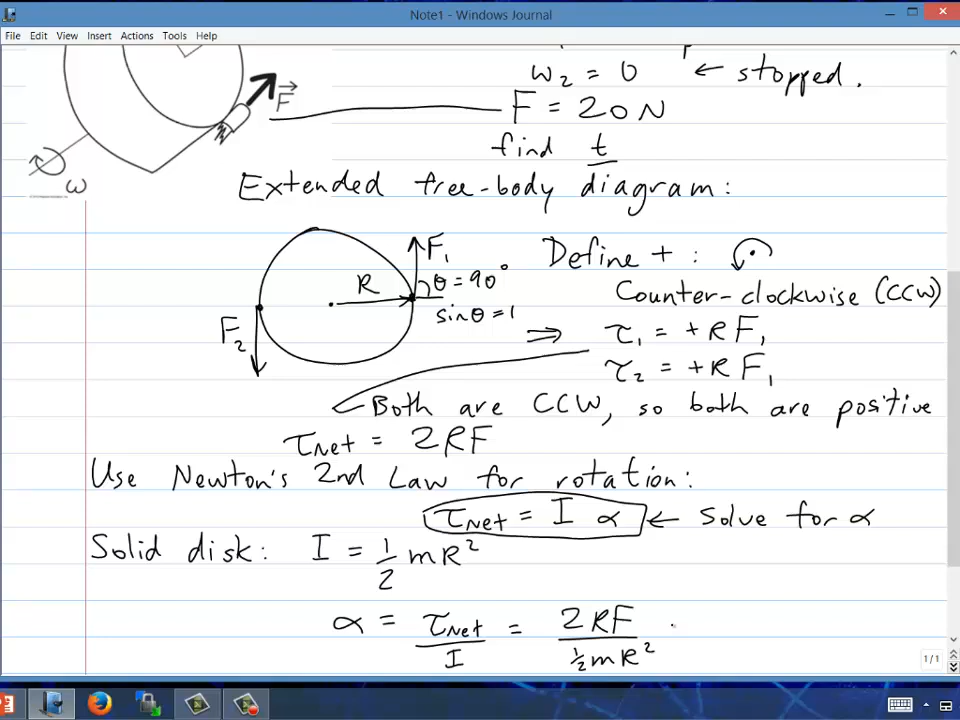 Note1 - Windows Journal
File Edit View Insert Actions Tools Help
ω₂ = 0 ← stopped.
F
F = 20 N
find t
ω
Extended free-body diagram:
F₁
R θ = 90°
sinθ = 1
F₂
Define + :
Counter-clockwise (CCW)
⇒ τ₁ = +RF₁
τ₂ = +RF₁
Both are CCW, so both are positive
τNet = 2RF
Use Newton's 2nd Law for rotation:
τNet = I α ← Solve for α
Solid disk: I = 1/2 mR²
α = τNet/I = 2RF/½mR²
1/1